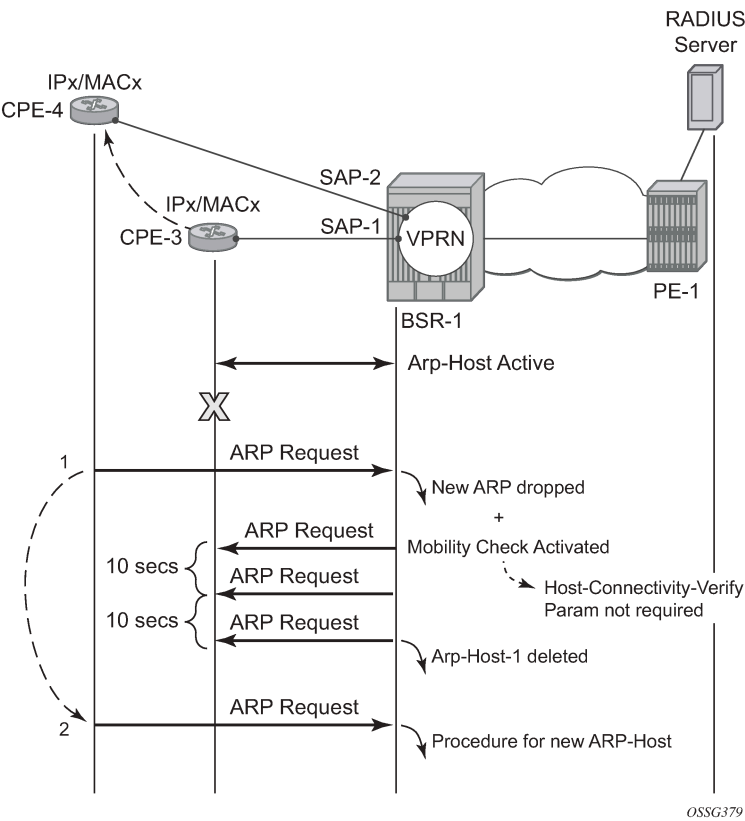 RADIUS
Server
IPx/MACx
CPE-4
SAP-2
IPx/MACx
CPE-3
SAP-1
VPRN
PE-1
BSR-1
Arp-Host Active
X
1
ARP Request
New ARP dropped
+
ARP Request
Mobility Check Activated
10 secs
ARP Request
Host-Connectivity-Verify
Param not required
10 secs
ARP Request
Arp-Host-1 deleted
ARP Request
2
Procedure for new ARP-Host
OSSG379